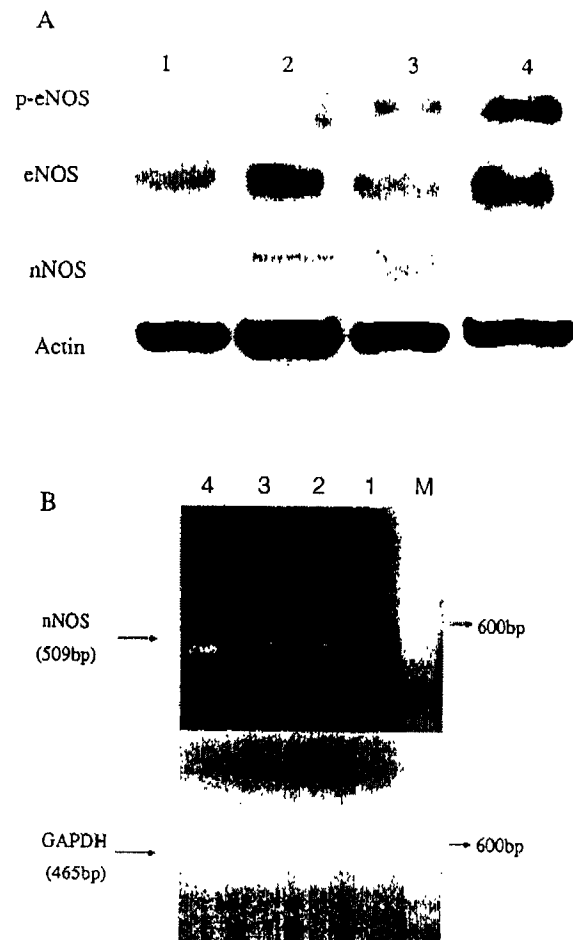 A
1 2 3 4
p-eNOS
eNOS
nNOS
Actin
B
4 3 2 1 M
nNOS
(509bp)
600bp
GAPDH
(465bp)
600bp